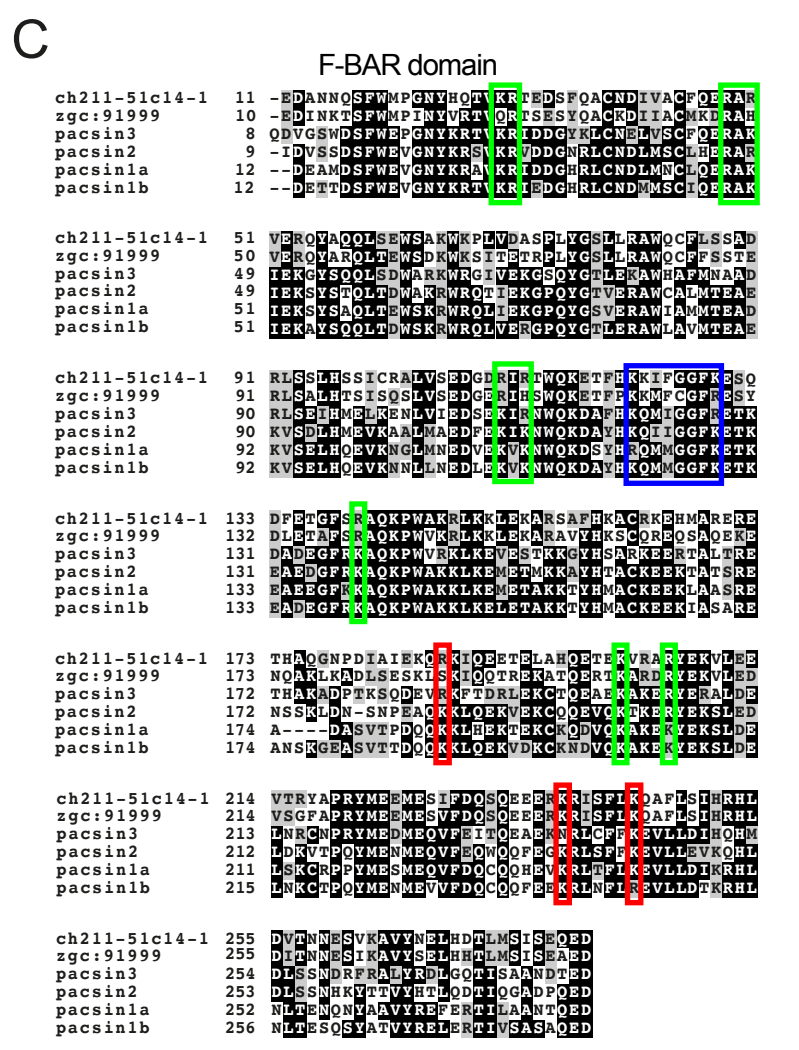 C
F-BAR domain
ch211-51c14-1 11 -EDANNQSFWMPGNYHQTVKRTEDSFQACNDIVACFQERAR
zgc:91999 10 -EDINKTSFWMPINYVRTVQRTSESYQACKDIIACMKDRAH
pacsin3 8 QDVGSWDSFWEPGNYKRTVKRIDDGYKLCNELVSCFQERAK
pacsin2 9 -IDVSSDSFWEVGNYKRSVKRVDDGNRLCNDLMSCLHERAR
pacsin1a 12 --DEAMDSFWEVGNYKRAVKRIDDGHRLCNDLMNCLQERAK
pacsin1b 12 --DETTDSFWEVGNYKRTVKRIEDGHRLCNDMMSCIQERAK
ch211-51c14-1 51 VERQYAQQLSEWSAKWKPLVDASPLYGSLLRAWQCFLSSAD
zgc:91999 50 VERQYARQLTEWSDKWKSITETRPLYGSLLRAWQCFFSSTE
pacsin3 49 IEKGYSQQLSDWARKWRGIVEKGSQYGTLEKAWHAFMNAAD
pacsin2 49 IEKSYSTQLTDWAKRWRQTIEKGPQYGTVERAWCALMTEAE
pacsin1a 51 IEKSYSQQLTEWSKRWRQLIEKGPQYGSVERAWIAMMTEAD
pacsin1b 51 IEKAYSQQLTDWSKRWRQLVERGPQYGTLERAWLAVMTEAE
ch211-51c14-1 91 RLSSLHSSICRALVSEDGDRIRTWQKETFHKKIFGGFKESQ
zgc:91999 91 RLSALHTSISQSLVSEDGERIHSWQKETFPKKMFCGFRESY
pacsin3 90 RLSEIHMELKENLVIEDSEKIRNWQKDAFHKQMIGGFRETK
pacsin2 90 KVSDLHMEVKAALMAEDFEKIKNWQKDAFHKQIIGGFKETK
pacsin1a 92 KVSELHQEVKNGLMNEDVEKVKNWQKDSYHRQMMGGFKETK
pacsin1b 92 KVSELHQEVKNNLLNEDLEKVKNWQKDAYHKQMMGGFKETK
ch211-51c14-1 133 DFETGFSRAQKPWAKRLKKLEKARSAFHKACRKEHMARERE
zgc:91999 132 DLETAFSRAQKPWVKRLKKLEKARAVYHKSCQREQSAQEKE
pacsin3 131 DADEGFRKAQKPWVRKLKEVESTKKGYHSARKEERTALTRE
pacsin2 131 EAEDGFRKAQKPWAKKLKEMETMKKAYHTACKEEKTATSRE
pacsin1a 133 EAEEGFKKAQKPWAKKLKEMETAKKTYHMACKEEKLAASRE
pacsin1b 133 EADEGFRKAQKPWAKKLKELETAKKTYHMACKEEKIASARE
ch211-51c14-1 173 THAQGNPDIAIEKQRKIQEETELAHQETEKVRARYEKVLEE
zgc:91999 173 NQAKLKADLSESKLSKIQQTREKATQERTKARDRYEKVLED
pacsin3 172 THAKADPTKSQDEVRKFTDRLEKCTQEAEKAKERYERALDE
pacsin2 172 NSSKLDN-SNPEAQKKLQEKVEKCQQEVQKTKERYEKSLED
pacsin1a 174 A----DASVTPDQQKKLHEKTEKCKQDVQKAKEKYEKSLDE
pacsin1b 174 ANSKGEASVTTDQQKKLQEKVDKCKNDVQKAKEKYEKSLDE
ch211-51c14-1 214 VTRYAPRYMEEMESIFDQSQEEERKRISFLKQAFLSIHRHL
zgc:91999 214 VSGFAPRYMEEMESVFDQSQEEERKRISFLKQAFLSIHRHL
pacsin3 213 LNRCNPRYMEDMEQVFEITQEAEKNRLCFFKEVLLDIHQHM
pacsin2 212 LDKVTPQYMENMEQVFEQWQQFEGKRLSFFKEVLLEVKQHL
pacsin1a 211 LSKCRPPYMESMEQVFDQCQQHEVKRLTFLKEVLLDIKRHL
pacsin1b 215 LNKCTPQYMENMEVVFDQCQQFEEKRLNFLREVLLDTKRHL
ch211-51c14-1 255 DVTNNESVKAVYNELHDTLMSISEQED
zgc:91999 255 DITNNESIKAVYSELHHTLMSISEAED
pacsin3 254 DLSSNDRFRALYRDLGQTISAANDTED
pacsin2 253 DLSSNHKYTTVYHTLQDTIQGADPQED
pacsin1a 252 NLTENQNYAAVYREFERTILAANTQED
pacsin1b 256 NLTESQSYATVYRELERTIVSASAQED